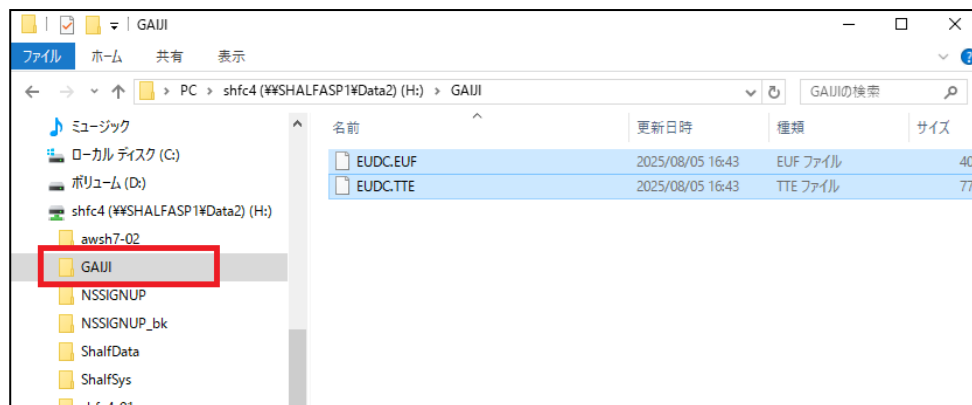 GAIJI
ファイル ホーム 共有 表示
PC › shfc4 (¥¥SHALFASP1¥Data2) (H:) › GAIJI
GAIJIの検索
ミュージック
ローカル ディスク (C:)
ボリューム (D:)
shfc4 (¥¥SHALFASP1¥Data2) (H:)
awsh7-02
GAIJI
NSSIGNUP
NSSIGNUP_bk
ShalfData
ShalfSys
名前 更新日時 種類 サイズ
EUDC.EUF 2025/08/05 16:43 EUF ファイル 40
EUDC.TTE 2025/08/05 16:43 TTE ファイル 77